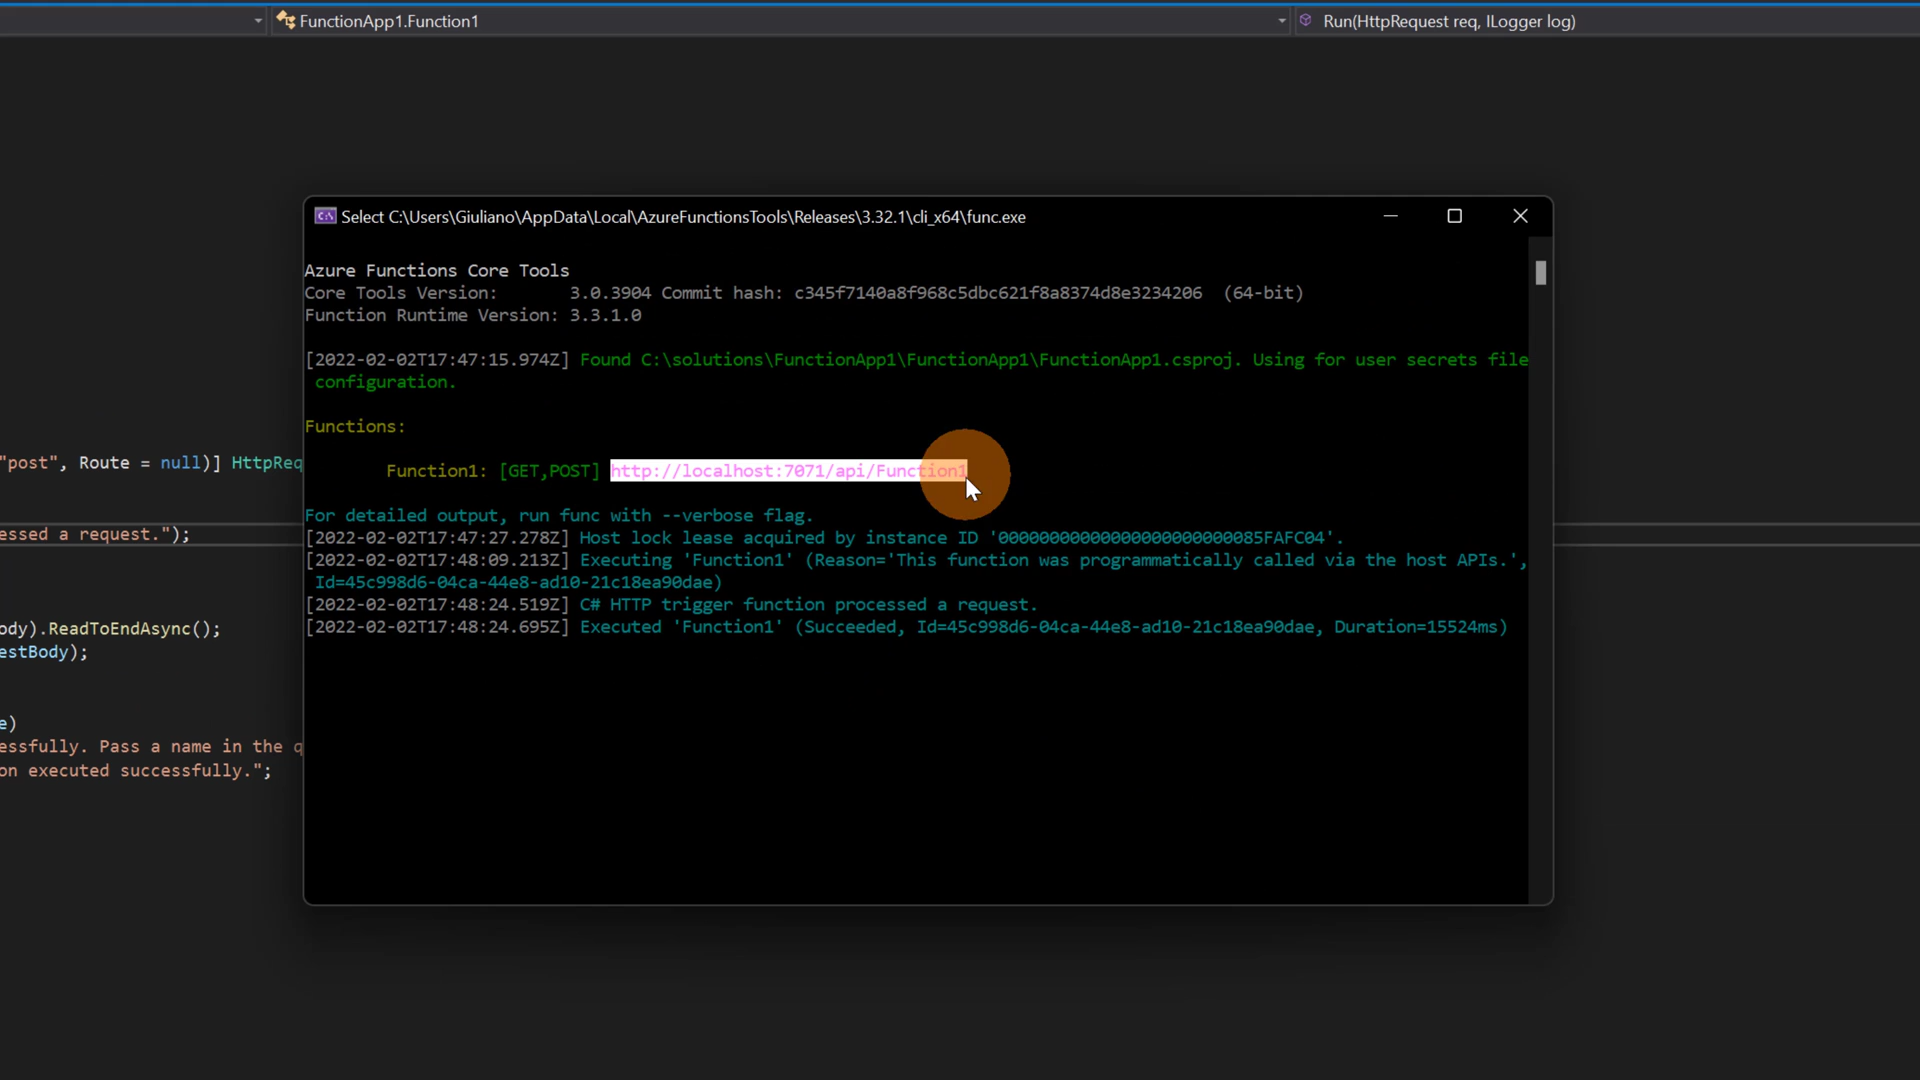 FunctionApp1.Function1
Run(HttpRequest req, ILogger log)
Select C:\Users\Giuliano\AppData\Local\AzureFunctionsTools\Releases\3.32.1\cli_x64\func.exe
Azure Functions Core Tools
Core Tools Version:       3.0.3904 Commit hash: c345f7140a8f968c5dbc621f8a8374d8e3234206  (64-bit)
Function Runtime Version: 3.3.1.0
[2022-02-02T17:47:15.974Z] Found C:\solutions\FunctionApp1\FunctionApp1\FunctionApp1.csproj. Using for user secrets file
configuration.
Functions:
"post", Route = null)] HttpReq
Function1: [GET,POST] http://localhost:7071/api/Function1
For detailed output, run func with --verbose flag.
essed a request.");
[2022-02-02T17:47:27.278Z] Host lock lease acquired by instance ID '00000000000000000000000085FAFC04'.
[2022-02-02T17:48:09.213Z] Executing 'Function1' (Reason='This function was programmatically called via the host APIs.',
Id=45c998d6-04ca-44e8-ad10-21c18ea90dae)
[2022-02-02T17:48:24.519Z] C# HTTP trigger function processed a request.
[2022-02-02T17:48:24.695Z] Executed 'Function1' (Succeeded, Id=45c998d6-04ca-44e8-ad10-21c18ea90dae, Duration=15524ms)
ody).ReadToEndAsync();
estBody);
e)
essfully. Pass a name in the q
on executed successfully.";